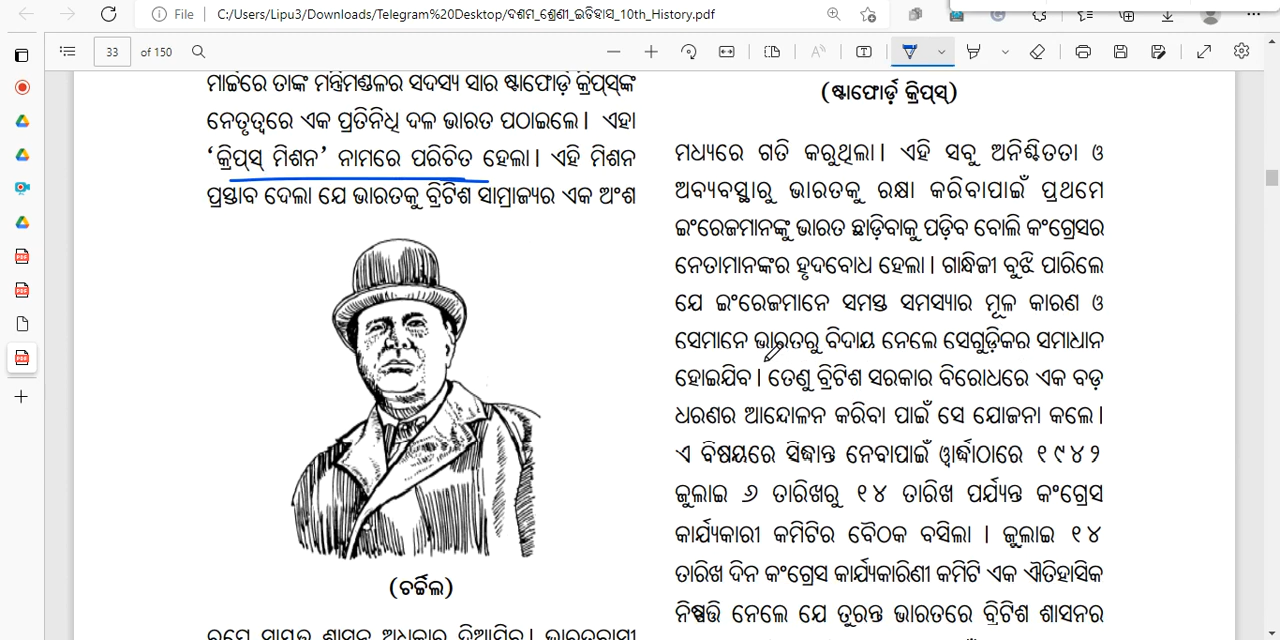 File
C:/Users/Lipu3/Downloads/Telegram%20Desktop/ଦଶମ_ଶ୍ରେଣୀ_ଇତିହାସ_10th_History.pdf
33 of 150
ମାର୍ଚ୍ଚରେ ତାଙ୍କ ମନ୍ତ୍ରିମଣ୍ଡଳର ସଦସ୍ୟ ସାର ଷ୍ଟାଫୋର୍ଡ଼ କ୍ରିପ୍‌ସ୍‌ଙ୍କ
ନେତୃତ୍ୱରେ ଏକ ପ୍ରତିନିଧି ଦଳ ଭାରତ ପଠାଇଲେ। ଏହା
‘କ୍ରିପ୍‌ସ୍ ମିଶନ’ ନାମରେ ପରିଚିତ ହେଲା। ଏହି ମିଶନ
ପ୍ରସ୍ତାବ ଦେଲା ଯେ ଭାରତକୁ ବ୍ରିଟିଶ ସାମ୍ରାଜ୍ୟର ଏକ ଅଂଶ
(ଚର୍ଚ୍ଚିଲ)
ରୂପେ ସ୍ୱାୟତ୍ତ ଶାସନ ଅଧିକାର ଦିଆଯିବ। ଭାରତବାସୀ
(ଷ୍ଟାଫୋର୍ଡ଼ କ୍ରିପ୍‌ସ୍)
ମଧ୍ୟରେ ଗତି କରୁଥିଲା। ଏହି ସବୁ ଅନିଶ୍ଚିତତା ଓ
ଅବ୍ୟବସ୍ଥାରୁ ଭାରତକୁ ରକ୍ଷା କରିବାପାଇଁ ପ୍ରଥମେ
ଇଂରେଜମାନଙ୍କୁ ଭାରତ ଛାଡ଼ିବାକୁ ପଡ଼ିବ ବୋଲି କଂଗ୍ରେସର
ନେତାମାନଙ୍କର ହୃଦବୋଧ ହେଲା। ଗାନ୍ଧିଜୀ ବୁଝି ପାରିଲେ
ଯେ ଇଂରେଜମାନେ ସମସ୍ତ ସମସ୍ୟାର ମୂଳ କାରଣ ଓ
ସେମାନେ ଭାରତରୁ ବିଦାୟ ନେଲେ ସେଗୁଡ଼ିକର ସମାଧାନ
ହୋଇଯିବ। ତେଣୁ ବ୍ରିଟିଶ ସରକାର ବିରୋଧରେ ଏକ ବଡ଼
ଧରଣର ଆନ୍ଦୋଳନ କରିବା ପାଇଁ ସେ ଯୋଜନା କଲେ।
ଏ ବିଷୟରେ ସିଦ୍ଧାନ୍ତ ନେବାପାଇଁ ୱାର୍ଦ୍ଧାଠାରେ ୧୯୪୨
ଜୁଲାଇ ୬ ତାରିଖରୁ ୧୪ ତାରିଖ ପର୍ଯ୍ୟନ୍ତ କଂଗ୍ରେସ
କାର୍ଯ୍ୟକାରୀ କମିଟିର ବୈଠକ ବସିଲା । ଜୁଲାଇ ୧୪
ତାରିଖ ଦିନ କଂଗ୍ରେସ କାର୍ଯ୍ୟକାରିଣୀ କମିଟି ଏକ ଐତିହାସିକ
ନିଷ୍ପତ୍ତି ନେଲେ ଯେ ତୁରନ୍ତ ଭାରତରେ ବ୍ରିଟିଶ ଶାସନର